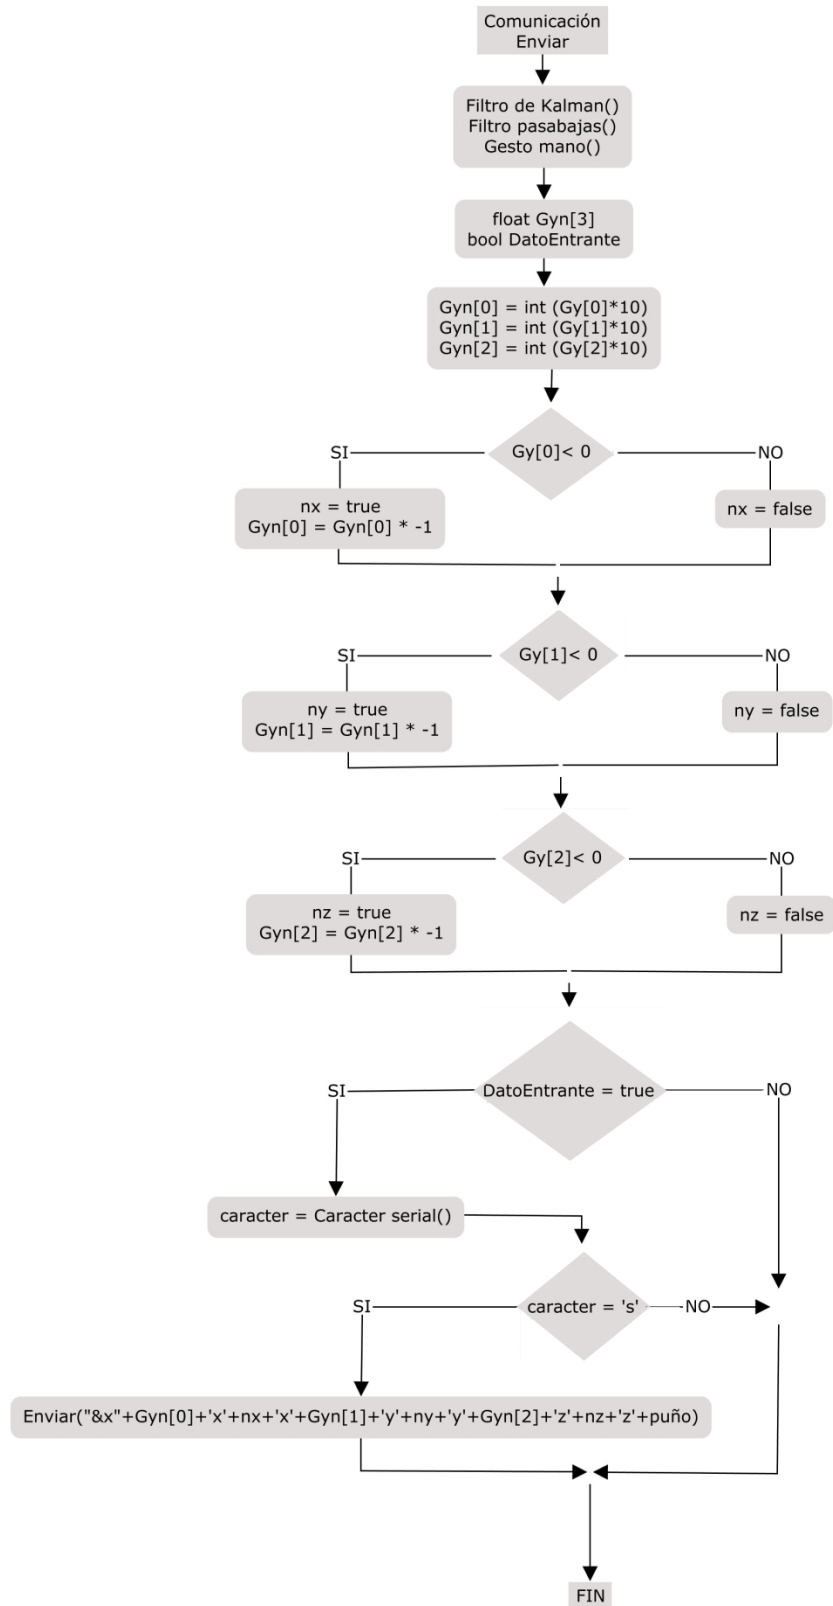 Comunicación
Enviar
Filtro de Kalman()
Filtro pasabajas()
Gesto mano()
float Gyn[3]
bool DatoEntrante
Gyn[0] = int (Gy[0]*10)
Gyn[1] = int (Gy[1]*10)
Gyn[2] = int (Gy[2]*10)
Gy[0]< 0
SI
NO
nx = true
Gyn[0] = Gyn[0] * -1
nx = false
Gy[1]< 0
SI
NO
ny = true
Gyn[1] = Gyn[1] * -1
ny = false
Gy[2]< 0
SI
NO
nz = true
Gyn[2] = Gyn[2] * -1
nz = false
DatoEntrante = true
SI
NO
caracter = Caracter serial()
caracter = 's'
SI
NO
Enviar("&x"+Gyn[0]+'x'+nx+'x'+Gyn[1]+'y'+ny+'y'+Gyn[2]+'z'+nz+'z'+puño)
FIN